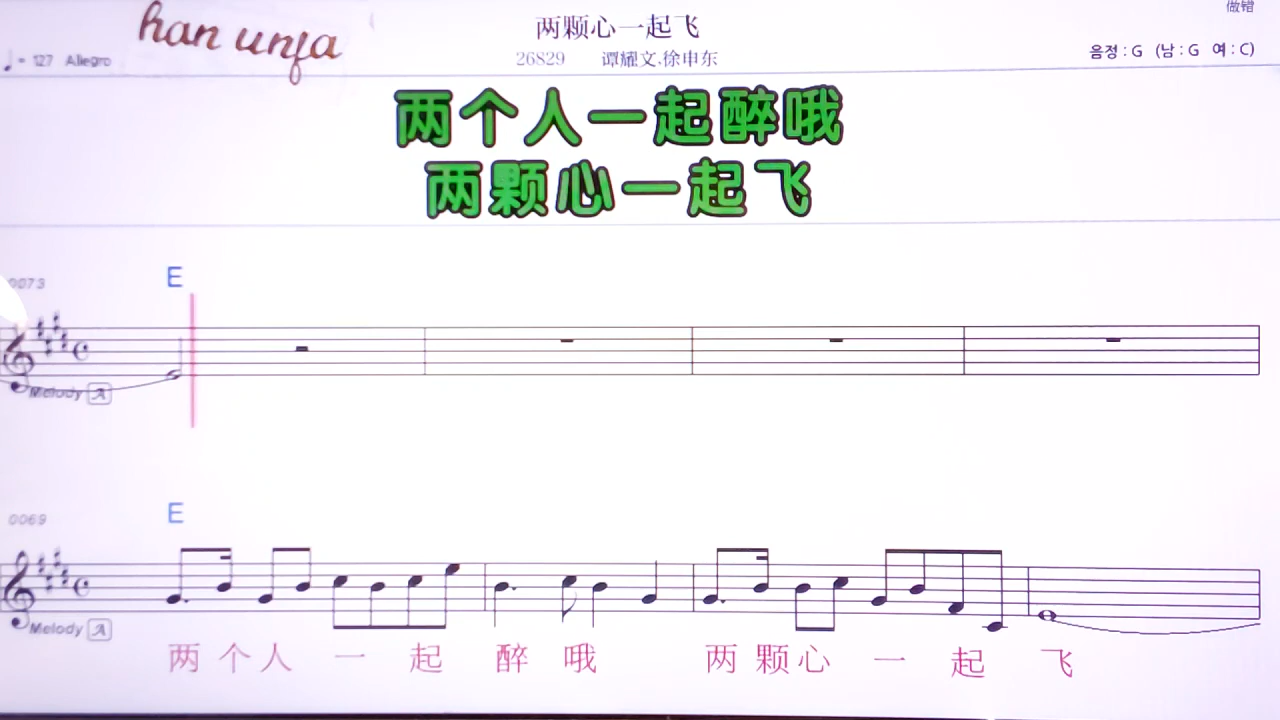 han unja
做错
两颗心一起飞
♩= 127 Allegro
26829 谭耀文.徐申东
음정 : G (남 : G 여 : C)
两个人一起醉哦
两颗心一起飞
0073
E
Melody A
0069
E
Melody A
两 个 人 一 起 醉 哦 两 颗 心 一 起 飞